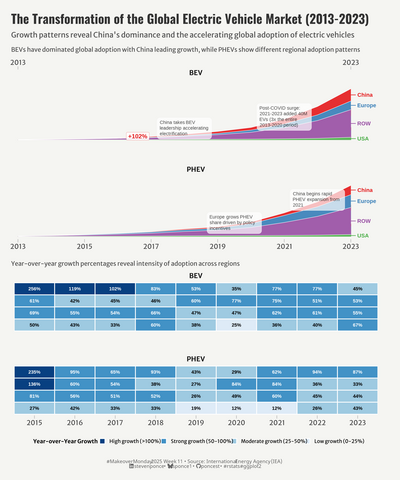 The Transformation of the Global Electric Vehicle Market (2013-2023)
Growth patterns reveal China's dominance and the accelerating global adoption of electric vehicles
BEVs have dominated global adoption with China leading growth, while PHEVs show different regional adoption patterns
2013 2023
BEV
China
Europe
ROW
USA
Post-COVID surge:
2021-2023 added 40M
EVs (3x the entire
2013-2020 period)
China takes BEV
leadership accelerating
electrification
+102%
PHEV
China
Europe
ROW
USA
China begins rapid
PHEV expansion from
2021
Europe grows PHEV
share driven by policy
incentives
2013 2015 2017 2019 2021 2023
Year-over-year growth percentages reveal intensity of adoption across regions
BEV
256% 119% 102% 83% 53% 35% 77% 77% 45%
81% 42% 45% 46% 60% 77% 75% 51% 53%
69% 59% 54% 66% 47% 47% 62% 61% 55%
50% 43% 33% 80% 38% 25% 36% 40% 67%
PHEV
235% 95% 60% 93% 43% 29% 62% 94% 87%
136% 60% 54% 38% 27% 84% 84% 38% 33%
81% 56% 51% 52% 26% 49% 60% 45% 44%
27% 42% 33% 33% 19% 12% 12% 26% 43%
2015 2016 2017 2018 2019 2020 2021 2022 2023
Year-over-Year Growth High growth (>100%) Strong growth (50-100%) Moderate growth (25-50%) Low growth (0-25%)
#MakeoverMonday 2025 Week 11 • Source: International Energy Agency (IEA)
stevenponce • sponce1 • poncest • #rstats #ggplot2